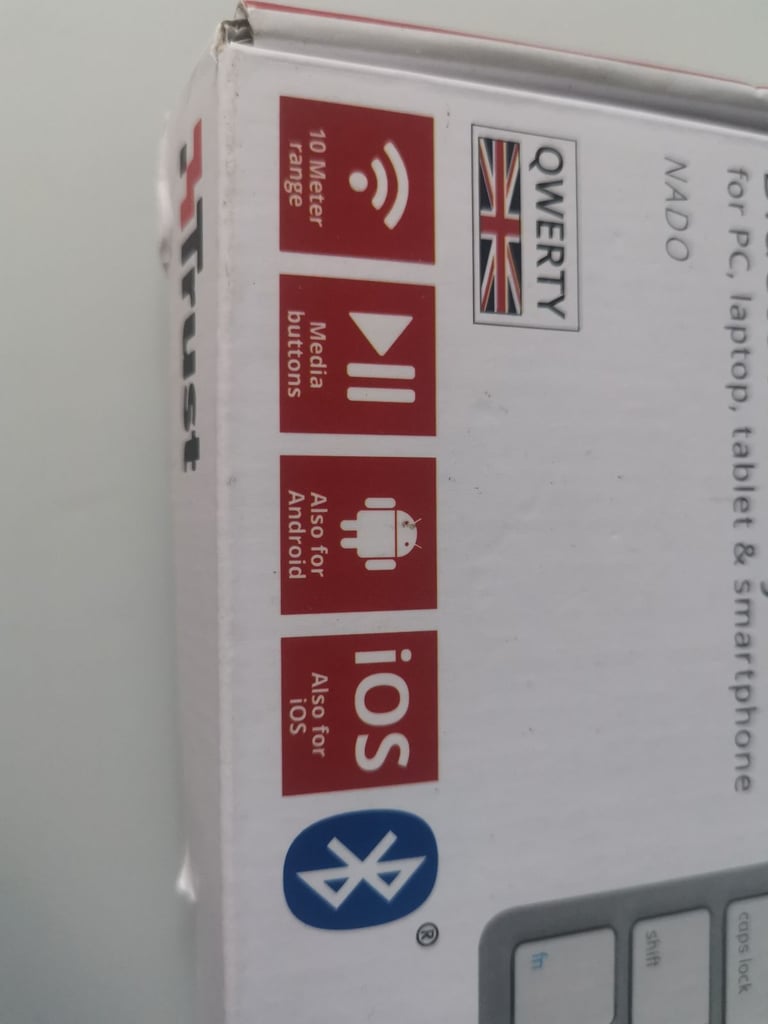 for PC, laptop, tablet & smartphone
NADO
QWERTY
10 Meter
range
Media
buttons
Also for
Android
iOS
Also for
iOS
®
Trust
caps lock
shift
fn